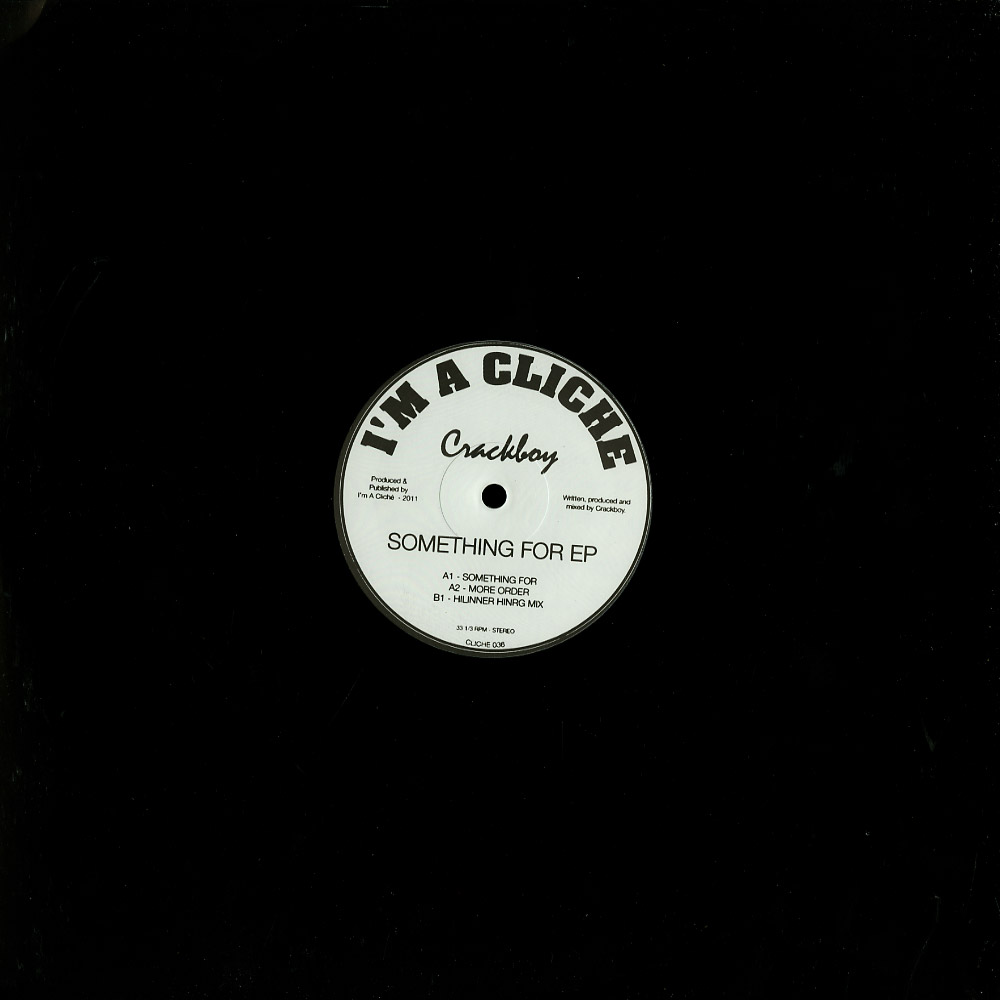 I'M A CLICHE
Crackboy
Produced &
Published by
I'm A Cliché - 2011
Written, produced and
mixed by Crackboy.
SOMETHING FOR EP
A1 - SOMETHING FOR
A2 - MORE ORDER
B1 - HILINNER HINRG MIX
33 1/3 RPM - STEREO
CLICHE 036